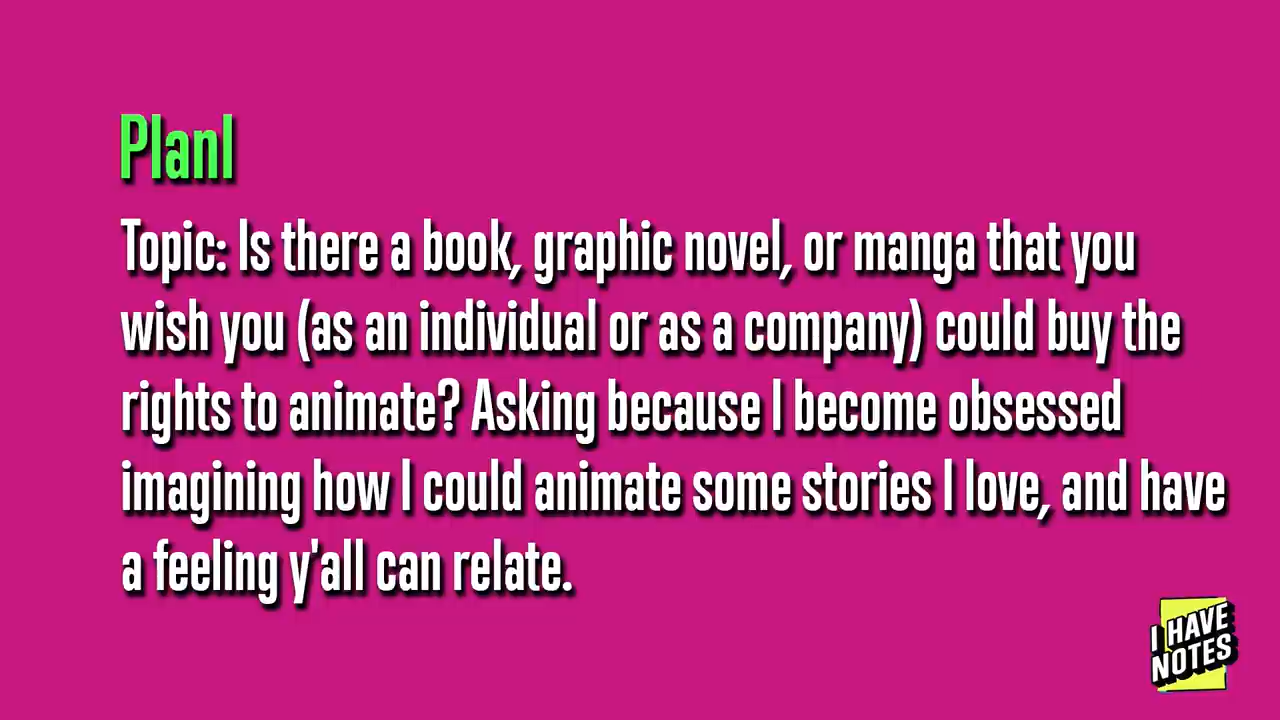 Planl
Topic: Is there a book, graphic novel, or manga that you
wish you (as an individual or as a company) could buy the
rights to animate? Asking because I become obsessed
imagining how I could animate some stories I love, and have
a feeling y'all can relate.
I HAVE
NOTES